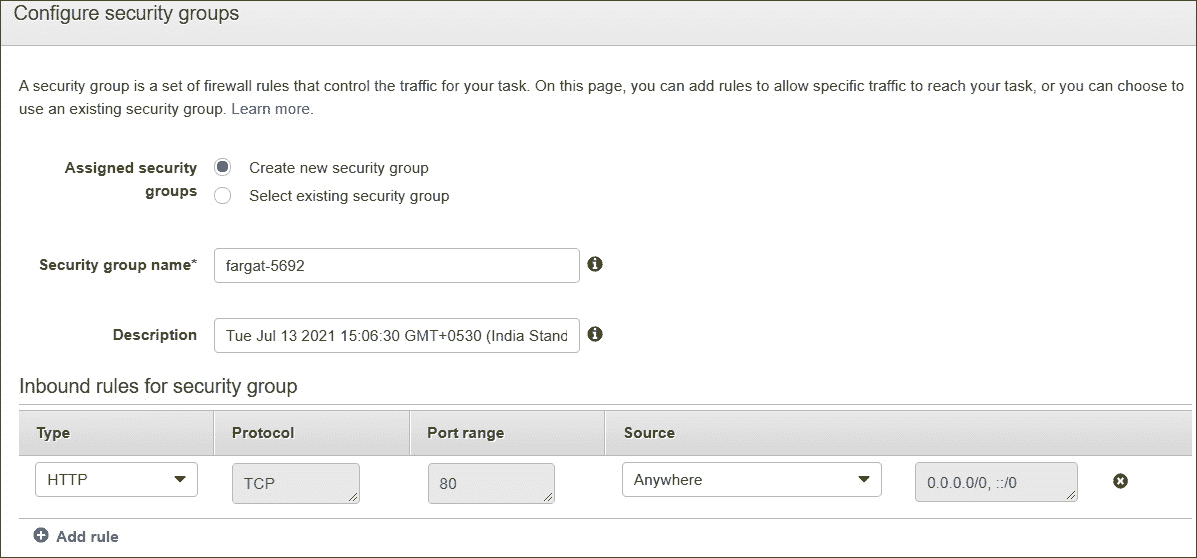 Configure security groups
A security group is a set of firewall rules that control the traffic for your task. On this page, you can add rules to allow specific traffic to reach your task, or you can choose to
use an existing security group. Learn more.
Assigned security
groups
Create new security group
Select existing security group
Security group name*
fargat-5692
Description
Tue Jul 13 2021 15:06:30 GMT+0530 (India Stand
Inbound rules for security group
Type Protocol Port range Source
HTTP TCP 80 Anywhere 0.0.0.0/0, ::/0
Add rule